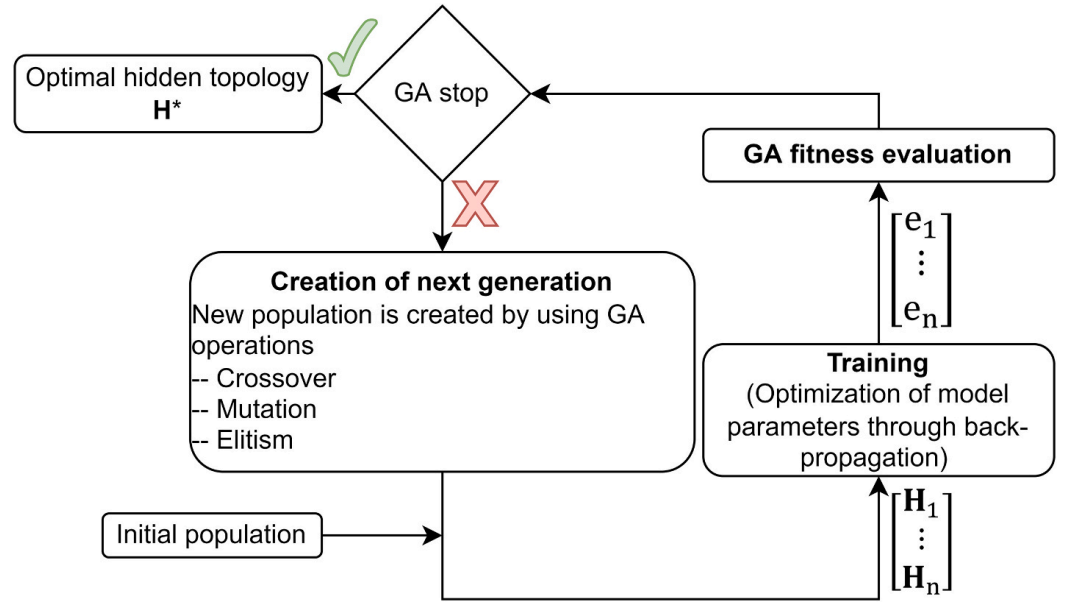 Optimal hidden topology
H*
GA stop
GA fitness evaluation
Creation of next generation
New population is created by using GA
operations
-- Crossover
-- Mutation
-- Elitism
e₁
⋮
eₙ
Training
(Optimization of model
parameters through back-
propagation)
Initial population
H₁
⋮
Hₙ